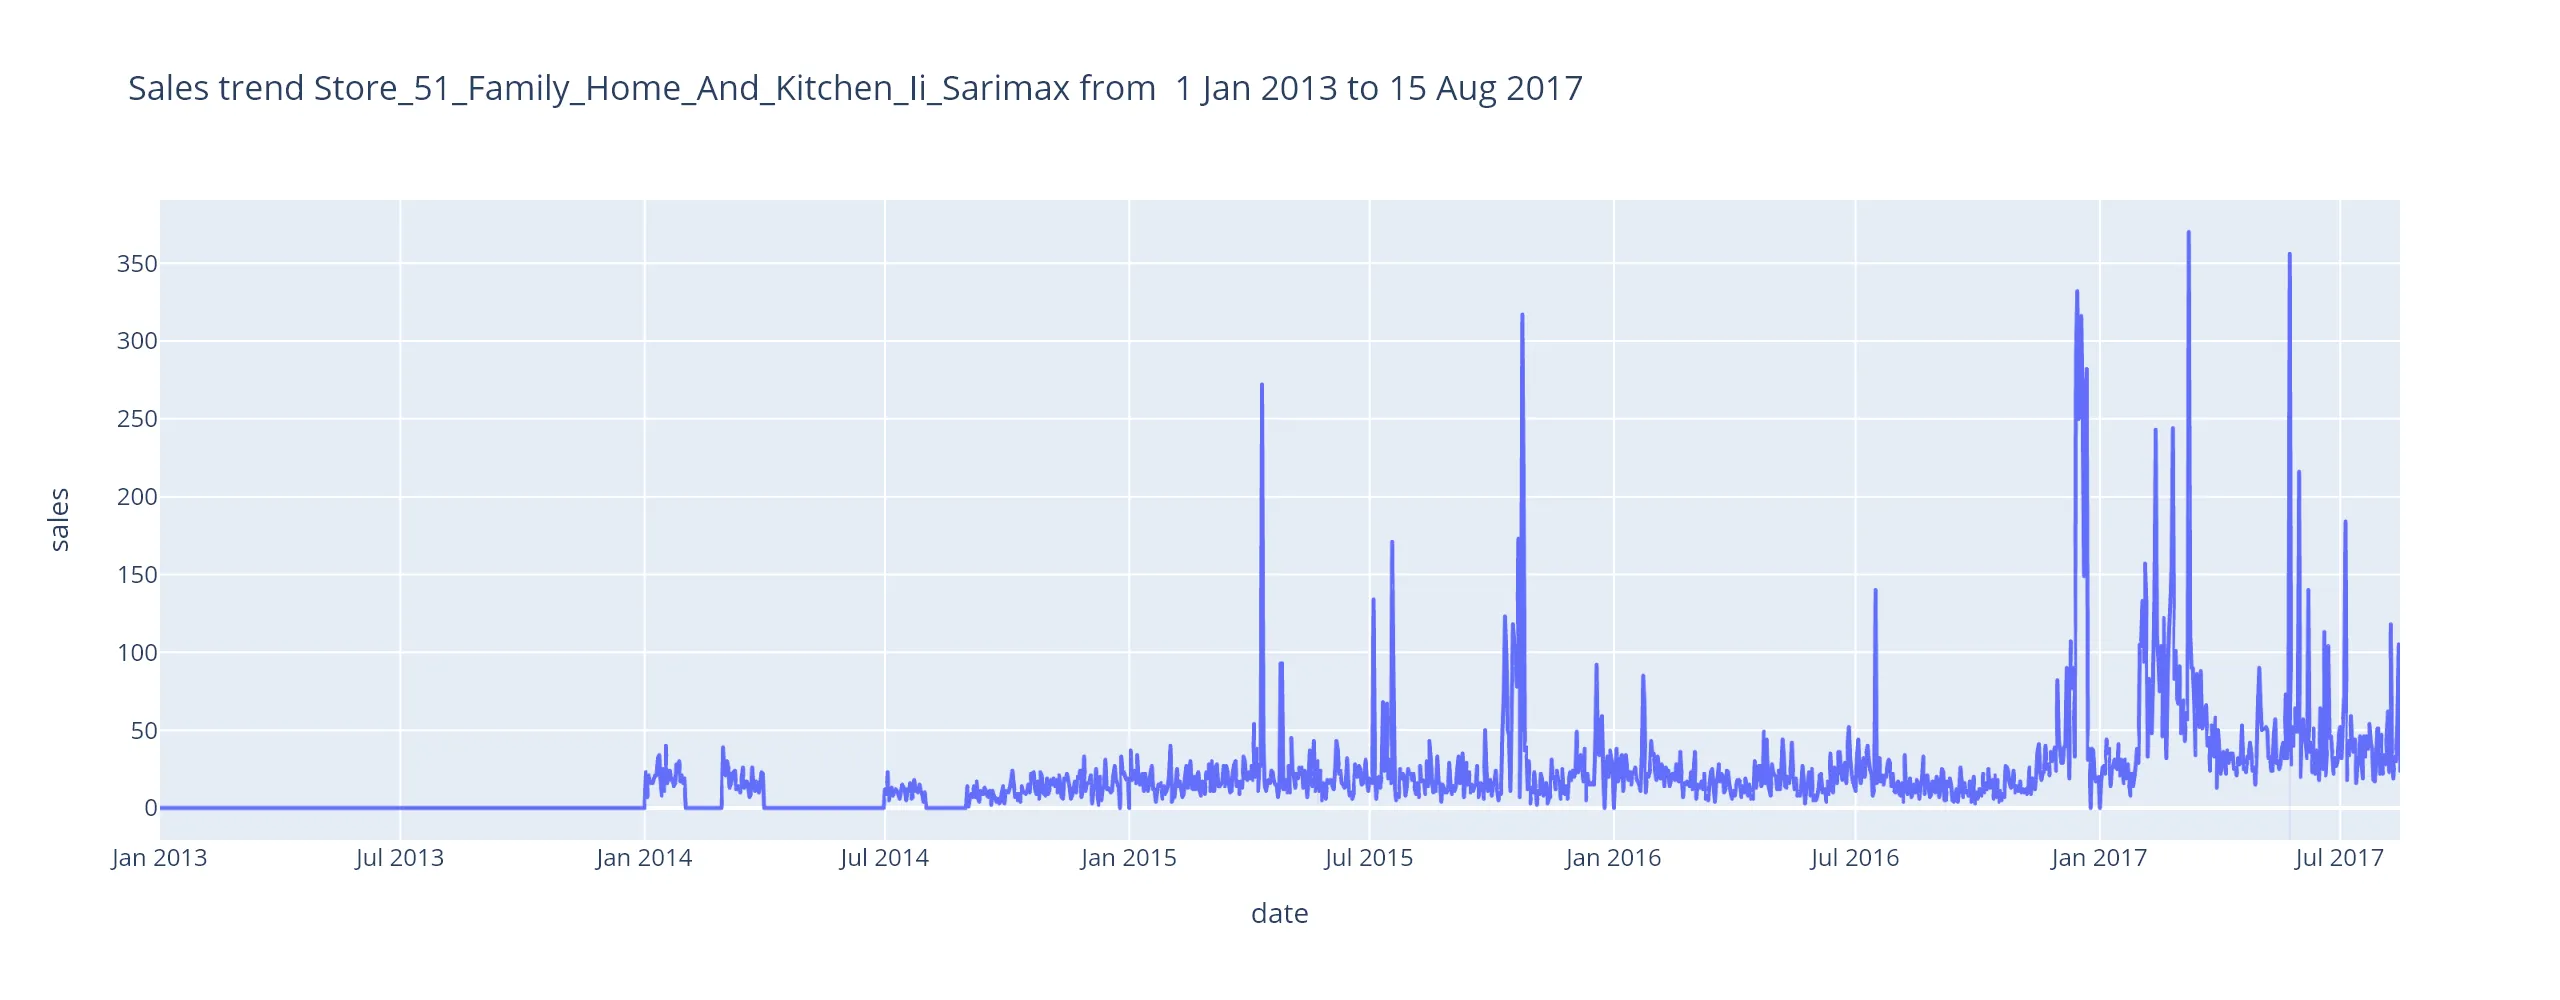 Sales trend Store_51_Family_Home_And_Kitchen_Ii_Sarimax from  1 Jan 2013 to 15 Aug 2017
350
300
250
200
150
100
50
0
sales
Jan 2013 Jul 2013 Jan 2014 Jul 2014 Jan 2015 Jul 2015 Jan 2016 Jul 2016 Jan 2017 Jul 2017
date